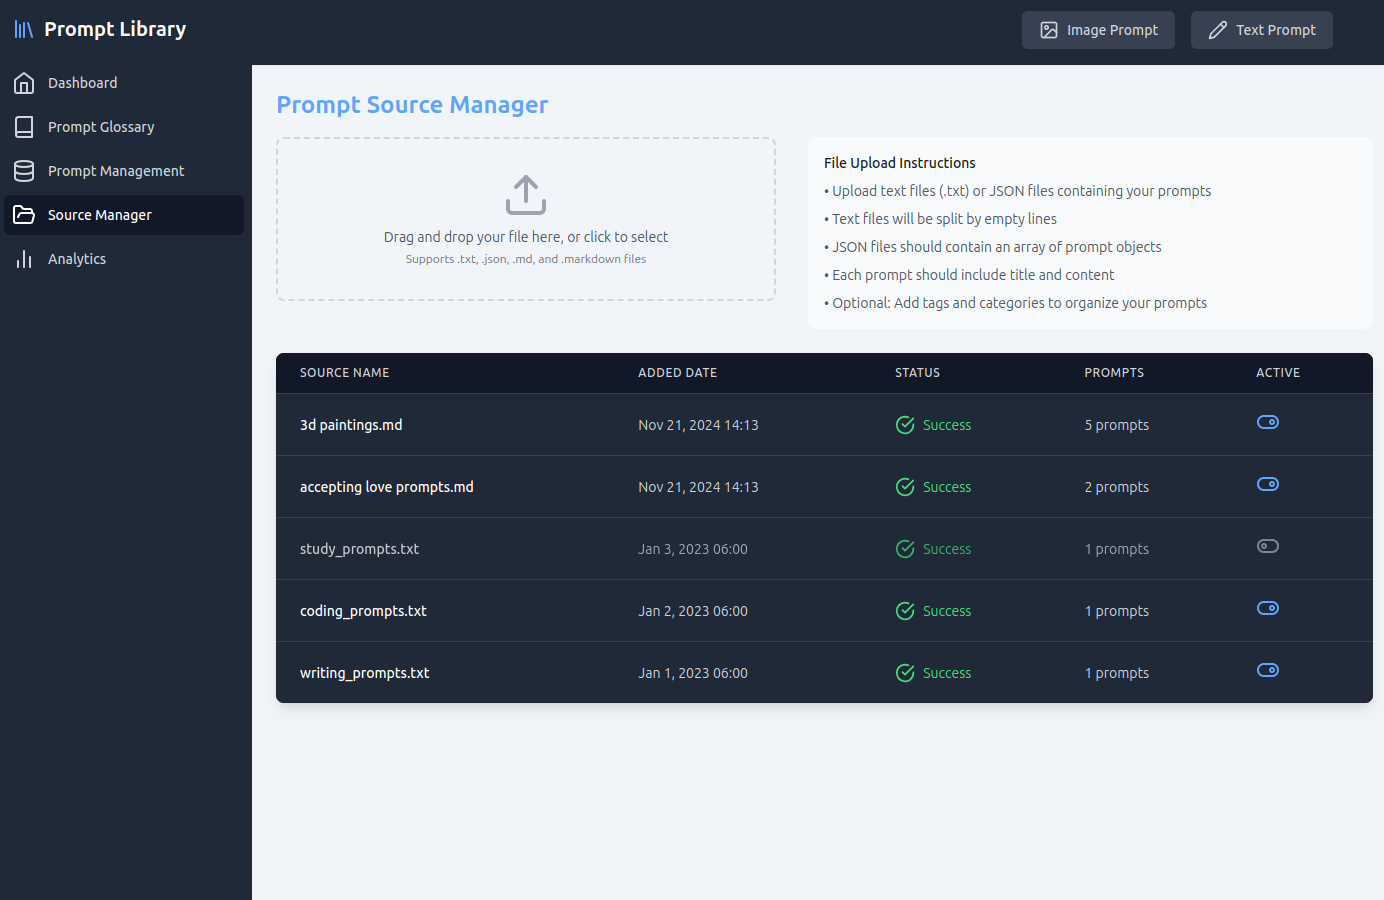 Prompt Library
Image Prompt
Text Prompt
Dashboard
Prompt Glossary
Prompt Management
Source Manager
Analytics
Prompt Source Manager
Drag and drop your file here, or click to select
Supports .txt, .json, .md, and .markdown files
File Upload Instructions
• Upload text files (.txt) or JSON files containing your prompts
• Text files will be split by empty lines
• JSON files should contain an array of prompt objects
• Each prompt should include title and content
• Optional: Add tags and categories to organize your prompts
SOURCE NAME ADDED DATE STATUS PROMPTS ACTIVE
3d paintings.md Nov 21, 2024 14:13 Success 5 prompts
accepting love prompts.md Nov 21, 2024 14:13 Success 2 prompts
study_prompts.txt Jan 3, 2023 06:00 Success 1 prompts
coding_prompts.txt Jan 2, 2023 06:00 Success 1 prompts
writing_prompts.txt Jan 1, 2023 06:00 Success 1 prompts